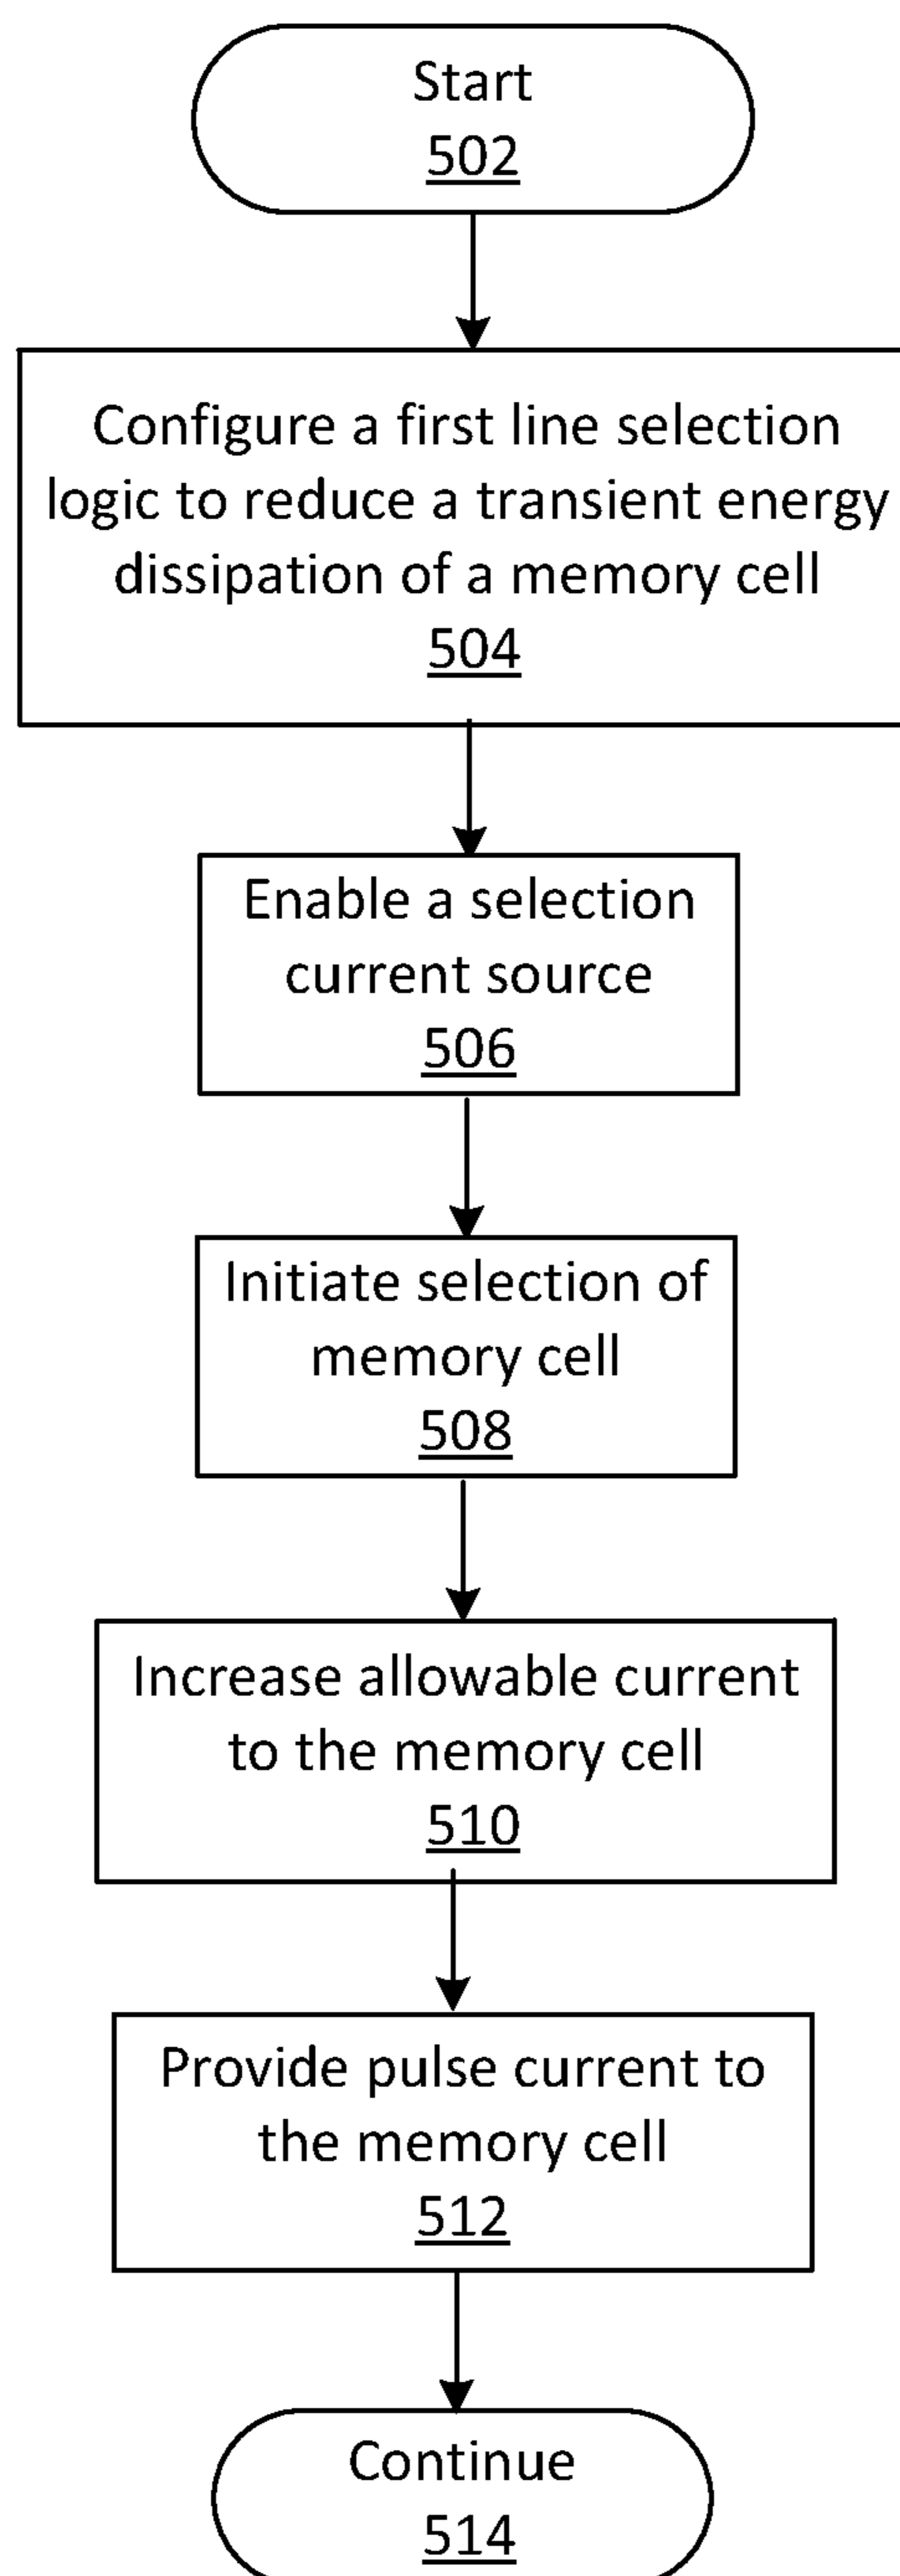 Start
502
Configure a first line selection
logic to reduce a transient energy
dissipation of a memory cell
504
Enable a selection
current source
506
Initiate selection of
memory cell
508
Increase allowable current
to the memory cell
510
Provide pulse current to
the memory cell
512
Continue
514